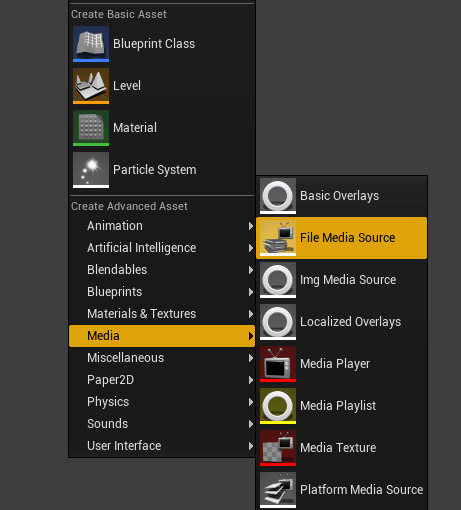 Create Basic Asset
Blueprint Class
Level
Material
Particle System
Create Advanced Asset
Animation
Artificial Intelligence
Blendables
Blueprints
Materials & Textures
Media
Miscellaneous
Paper2D
Physics
Sounds
User Interface
Basic Overlays
File Media Source
Img Media Source
Localized Overlays
Media Player
Media Playlist
Media Texture
Platform Media Source